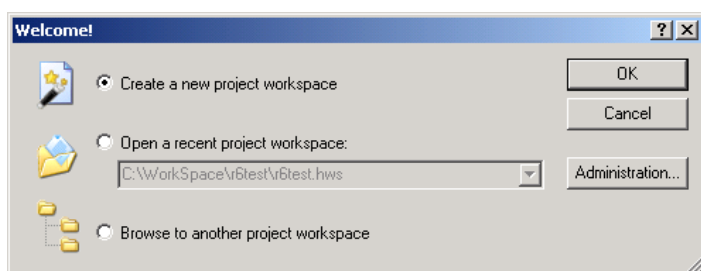 Welcome!
Create a new project workspace
OK
Cancel
Open a recent project workspace:
C:\WorkSpace\r6test\r6test.hws
Administration...
Browse to another project workspace